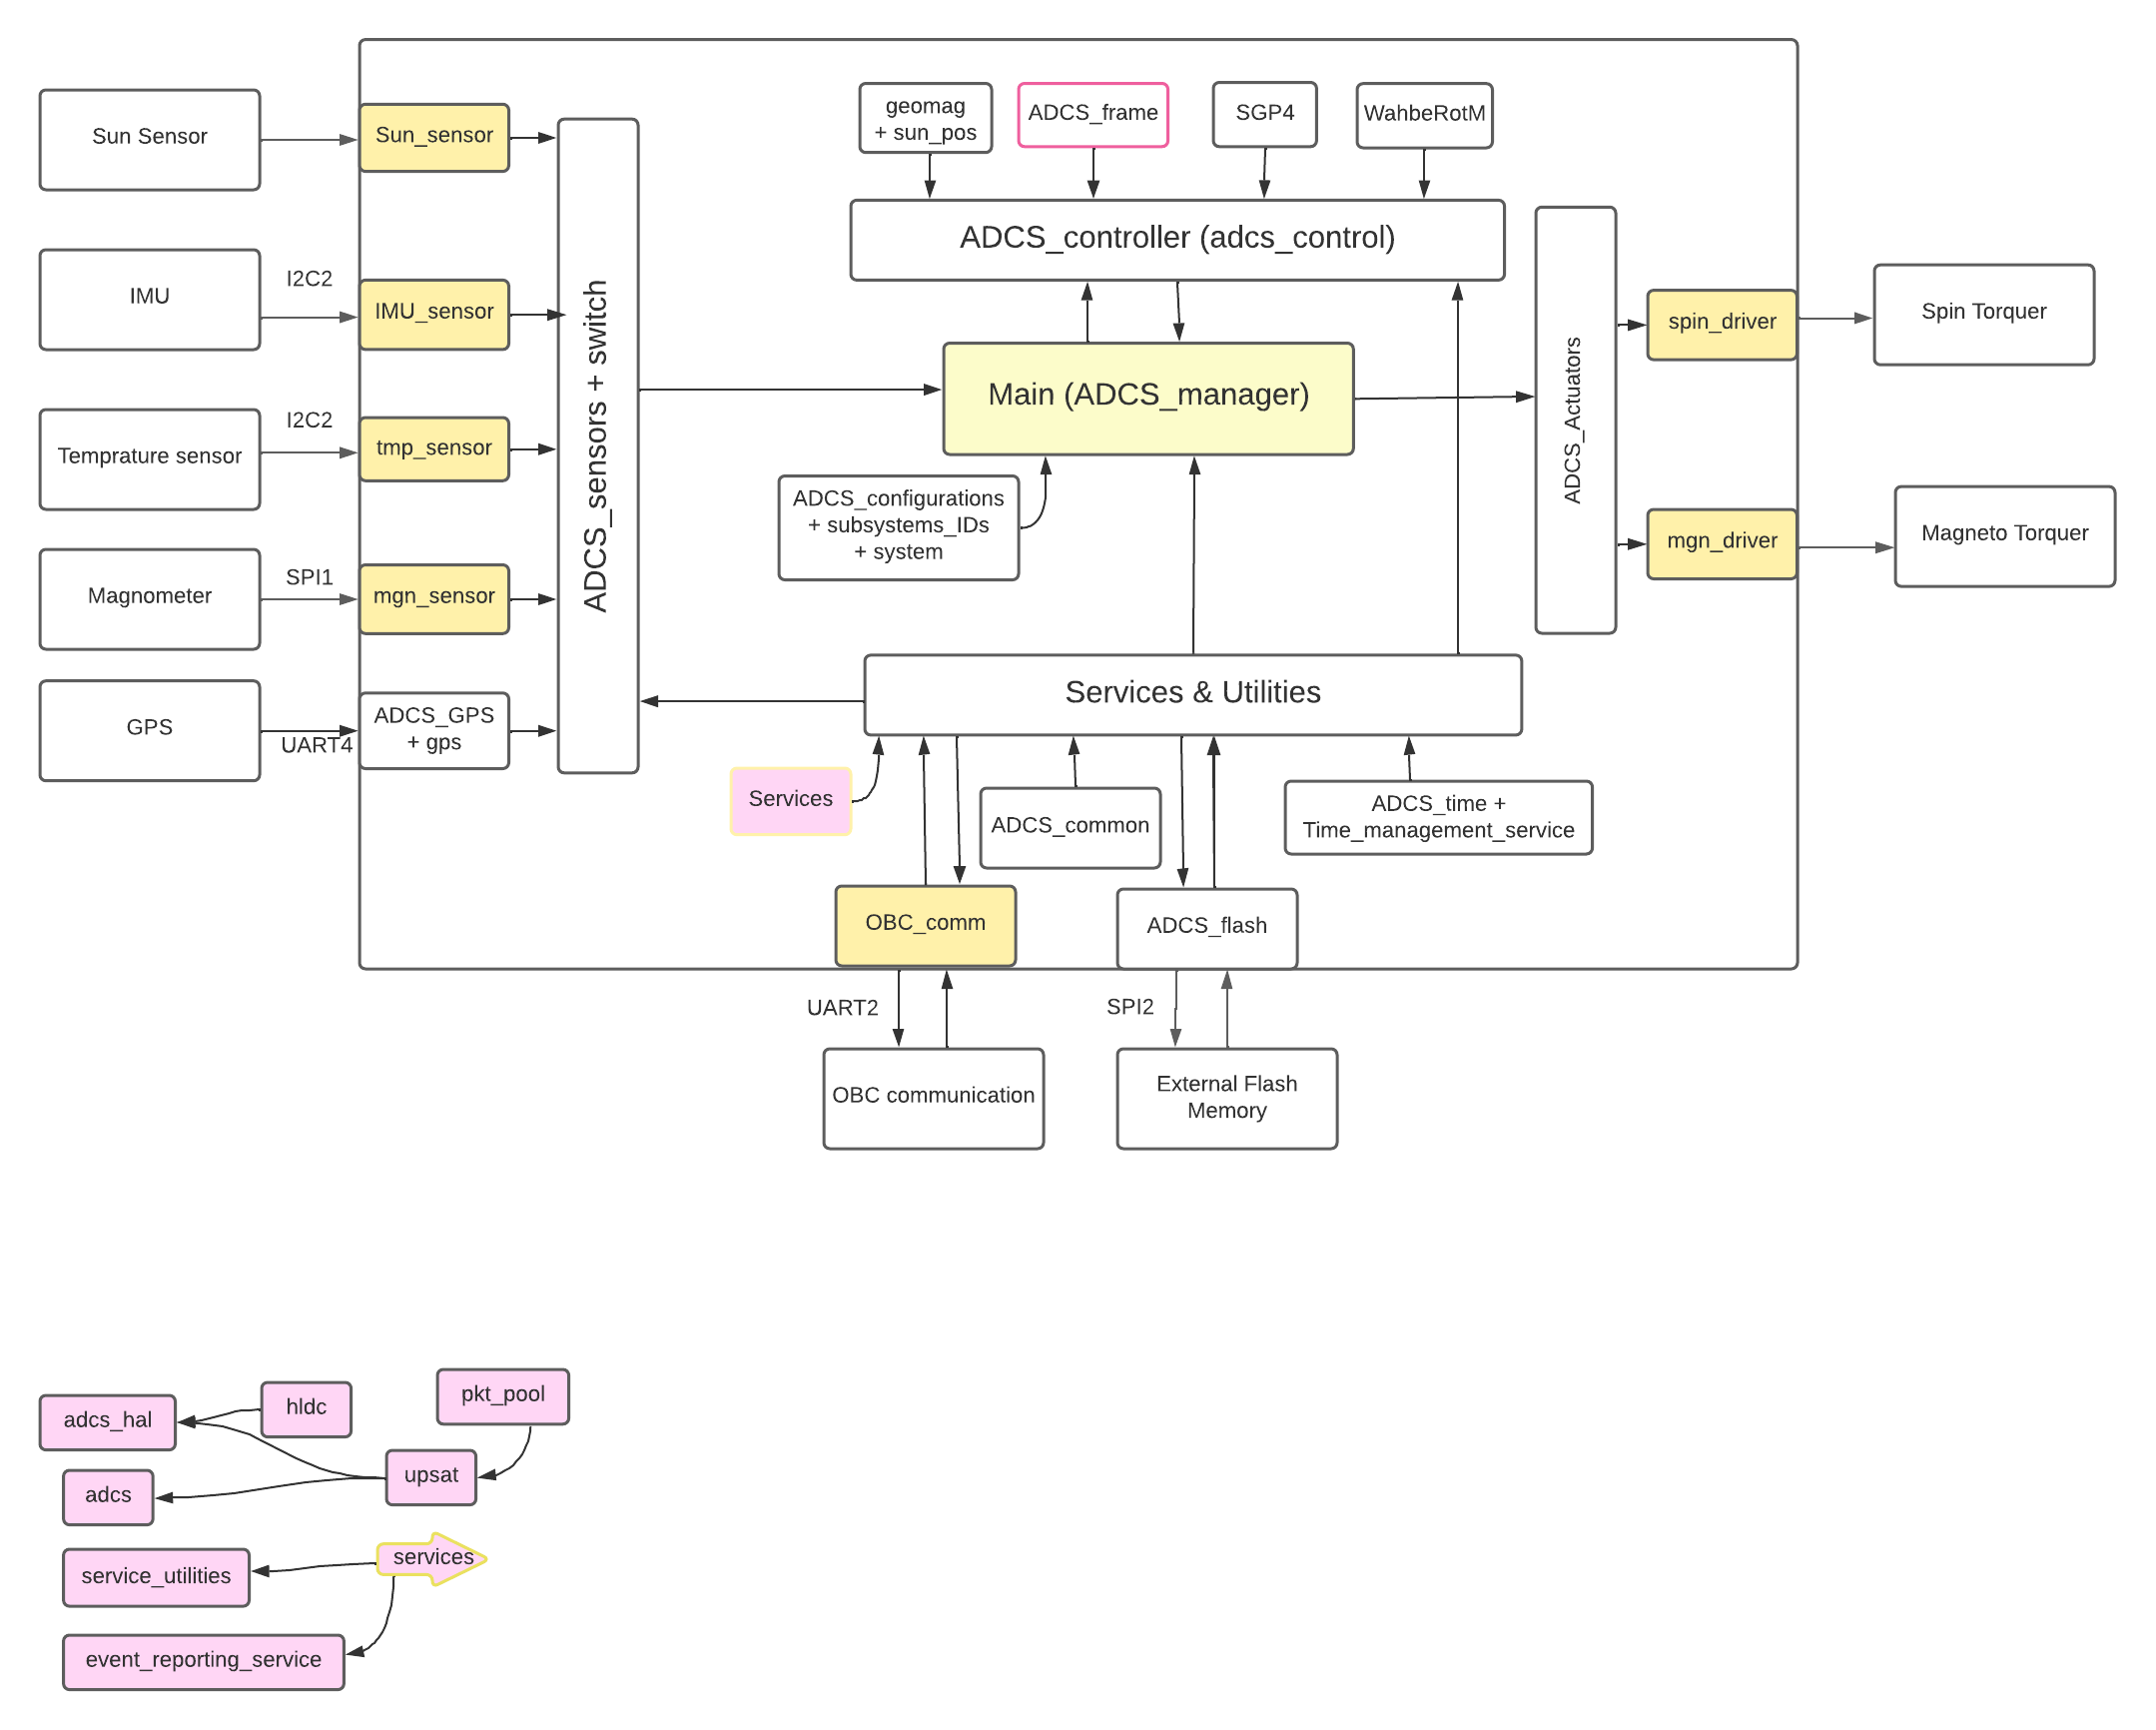 Sun Sensor
Sun_sensor
geomag
+ sun_pos
ADCS_frame
SGP4
WahbeRotM
ADCS_controller (adcs_control)
IMU
I2C2
IMU_sensor
ADCS_sensors + switch
Main (ADCS_manager)
ADCS_Actuators
spin_driver
Spin Torquer
Temprature sensor
I2C2
tmp_sensor
ADCS_configurations
+ subsystems_IDs
+ system
mgn_driver
Magneto Torquer
Magnometer
SPI1
mgn_sensor
GPS
UART4
ADCS_GPS
+ gps
Services & Utilities
Services
ADCS_common
ADCS_time +
Time_management_service
OBC_comm
ADCS_flash
UART2
SPI2
OBC communication
External Flash
Memory
adcs_hal
hldc
pkt_pool
upsat
adcs
services
service_utilities
event_reporting_service